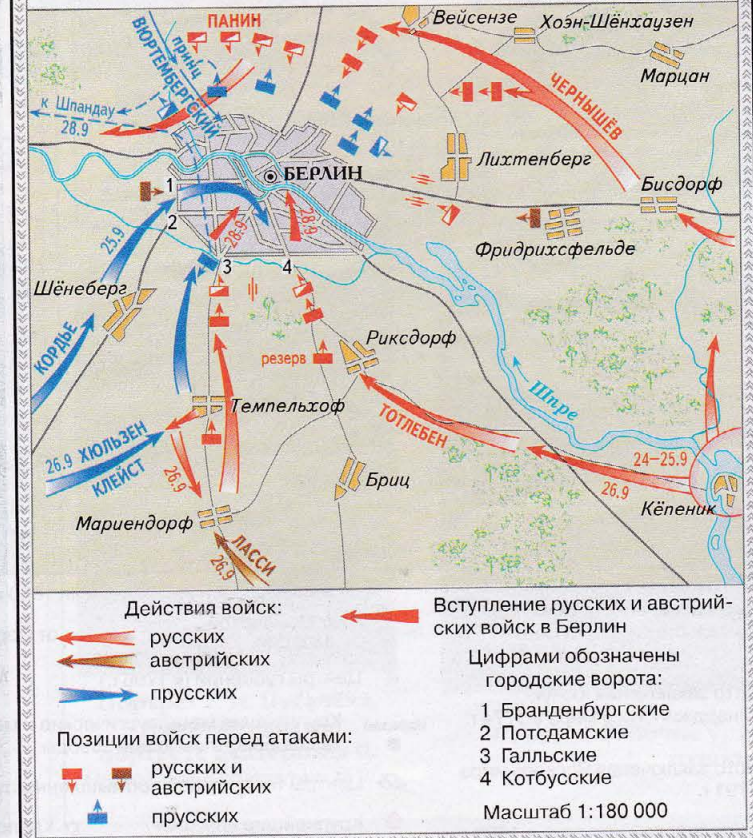 ПАНИН
ВЮРТЕМБЕРГСКИЙ
принц
Вейсензе
Хоэн-Шёнхаузен
Марцан
ЧЕРНЫШЁВ
к Шпандау
28.9
Лихтенберг
БЕРЛИН
Бисдорф
Фридрихсфельде
1
2
3
4
25.9
28.9
28.9
Шёнеберг
КОРДЬЕ
резерв
Риксдорф
Шпре
Темпельхоф
ТОТЛЕБЕН
26.9 ХЮЛЬЗЕН
КЛЕЙСТ
26.9
24–25.9
26.9
Кёпеник
Бриц
Мариендорф
ЛАССИ
26.9
Действия войск:
русских
австрийских
прусских
Позиции войск перед атаками:
русских и
австрийских
прусских
Вступление русских и австрий-
ских войск в Берлин
Цифрами обозначены
городские ворота:
1 Бранденбургские
2 Потсдамские
3 Галльские
4 Котбусские
Масштаб 1:180 000